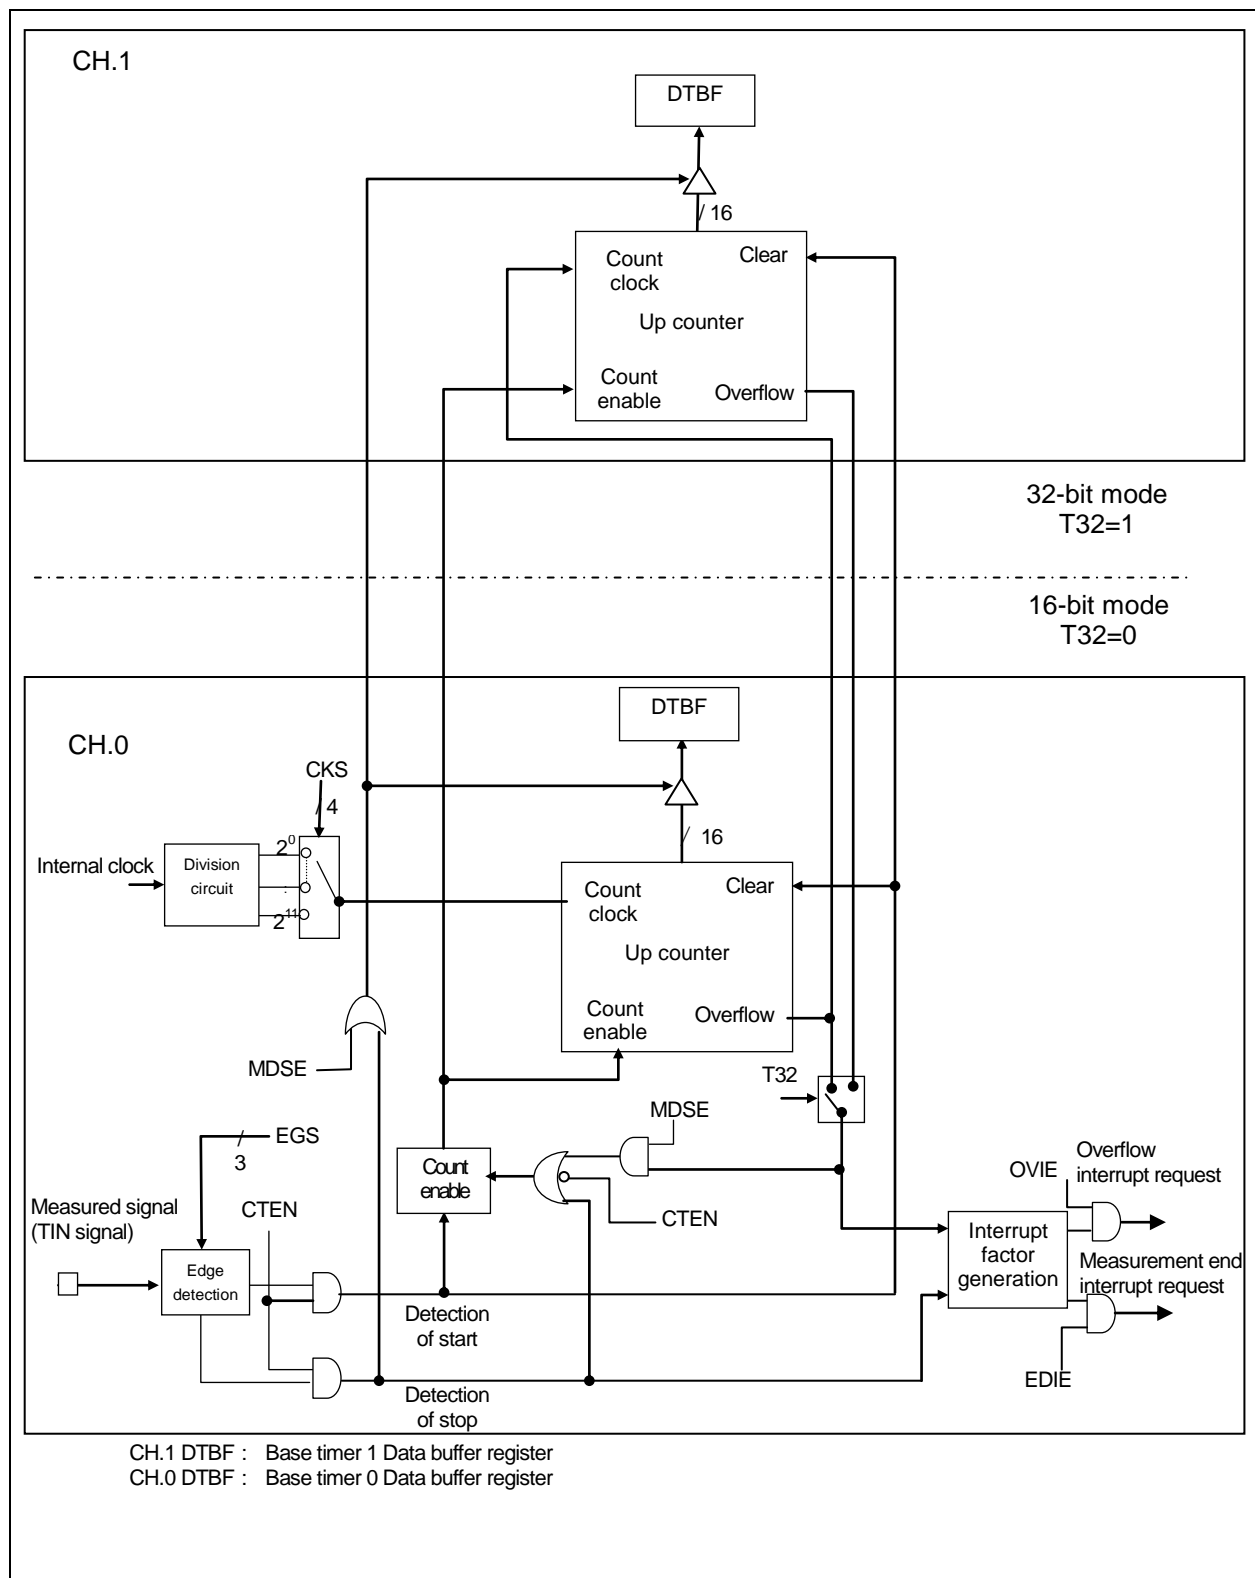 CH.1
DTBF
16
Count
clock
Clear
Up counter
Count
enable
Overflow
32-bit mode
T32=1
16-bit mode
T32=0
CH.0
DTBF
CKS
4
16
Internal clock
Division
circuit
2⁰
:
2¹¹
Count
clock
Clear
Up counter
Count
enable
Overflow
MDSE
T32
MDSE
EGS
3
Count
enable
CTEN
Measured signal
(TIN signal)
CTEN
OVIE
Overflow
interrupt request
Edge
detection
Interrupt
factor
generation
Measurement end
interrupt request
Detection
of start
EDIE
Detection
of stop
CH.1 DTBF : Base timer 1 Data buffer register
CH.0 DTBF : Base timer 0 Data buffer register